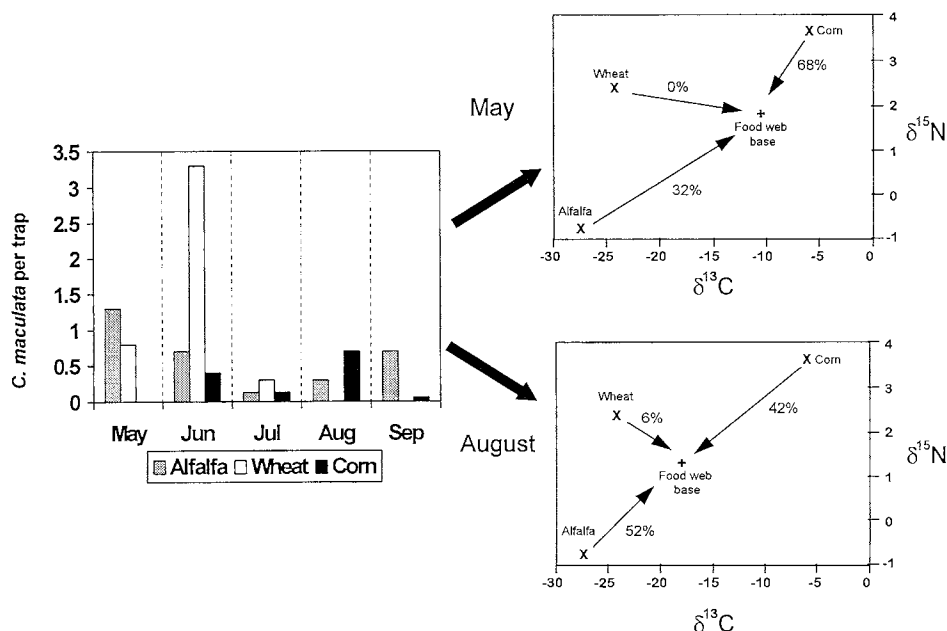 3.5
3
2.5
2
1.5
1
0.5
0
C. maculata per trap
May Jun Jul Aug Sep
Alfalfa Wheat Corn
May
X Corn
68%
Wheat
X
0%
+
Food web
base
32%
Alfalfa
X
4
3
2
1
0
-1
δ15N
-30 -25 -20 -15 -10 -5 0
δ13C
August
X Corn
42%
Wheat
X
6%
+
Food web
base
52%
Alfalfa
X
4
3
2
1
0
-1
δ15N
-30 -25 -20 -15 -10 -5 0
δ13C